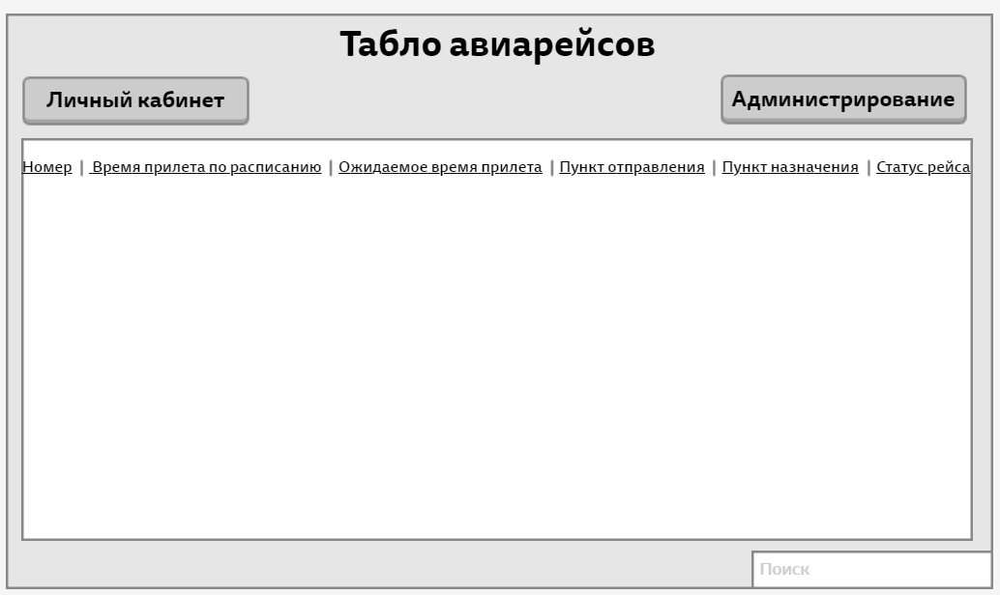 Табло авиарейсов
Личный кабинет
Администрирование
Номер | Время прилета по расписанию | Ожидаемое время прилета | Пункт отправления | Пункт назначения | Статус рейса
Поиск